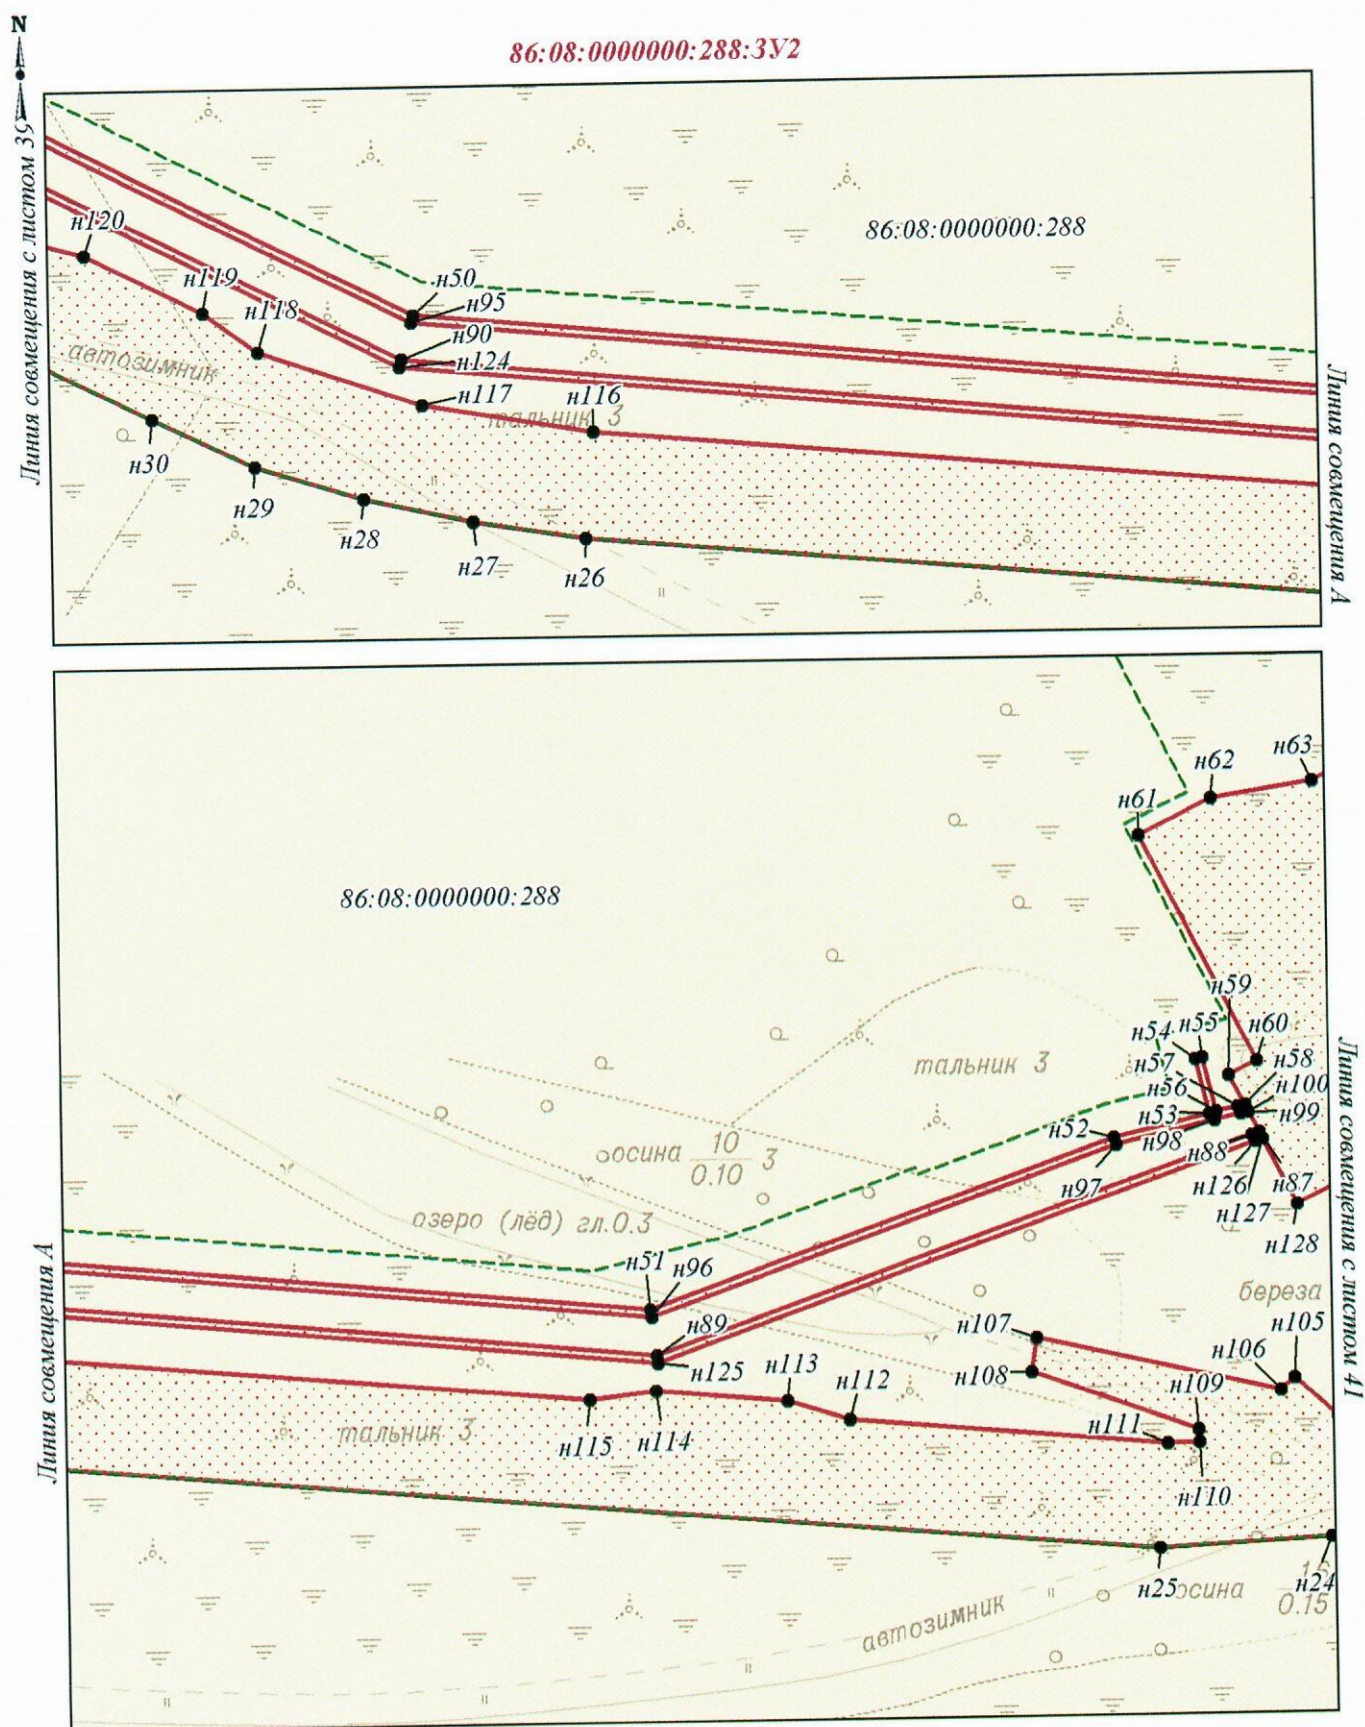 N
86:08:0000000:288:ЗУ2
Линия совмещения с листом 39
86:08:0000000:288
н120
н119
н118
н50
н95
н90
н124
н117
н116
автозимник
тальник 3
н30
н29
н28
н27
н26
Линия совмещения А
н63
н62
н61
86:08:0000000:288
н59
н54
н55
н60
н57
н58
тальник 3
н56
н100
н53
н99
н52
н98
н88
осина 10
0.10 3
н97
н126
н87
н127
озеро (лёд) гл.0.3
н128
Линия совмещения с листом 41
Линия совмещения А
н51
н96
береза
н105
н107
н106
н89
н125
н113
н108
н112
н109
тальник 3
н115
н114
н111
н110
н25
осина
н24
0.15
автозимник